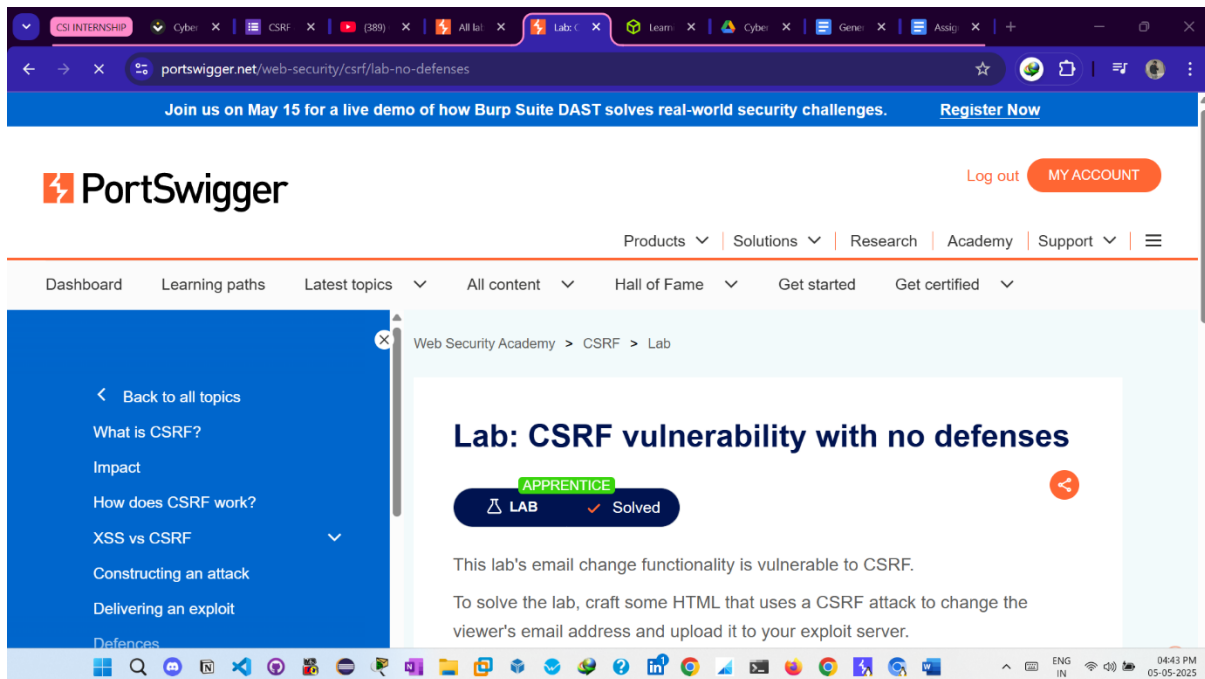 CSI INTERNSHIP Cyber CSRF (389) All lab Lab: C Learn Cyber Gener Assig
portswigger.net/web-security/csrf/lab-no-defenses
Join us on May 15 for a live demo of how Burp Suite DAST solves real-world security challenges. Register Now
PortSwigger
Log out MY ACCOUNT
Products Solutions Research Academy Support
Dashboard Learning paths Latest topics All content Hall of Fame Get started Get certified
Web Security Academy > CSRF > Lab
Back to all topics
What is CSRF?
Impact
How does CSRF work?
XSS vs CSRF
Constructing an attack
Delivering an exploit
Defences
Lab: CSRF vulnerability with no defenses
APPRENTICE
LAB Solved
This lab's email change functionality is vulnerable to CSRF.
To solve the lab, craft some HTML that uses a CSRF attack to change the
viewer's email address and upload it to your exploit server.
ENG
IN
04:43 PM
05-05-2025